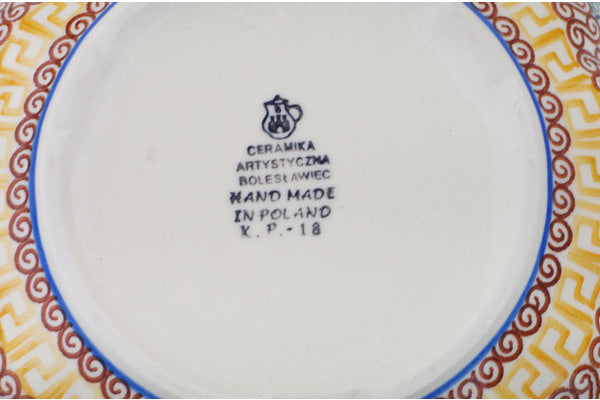 CERAMIKA
ARTYSTYCZNA
BOLESŁAWIEC
HAND MADE
IN POLAND
K. P.-18